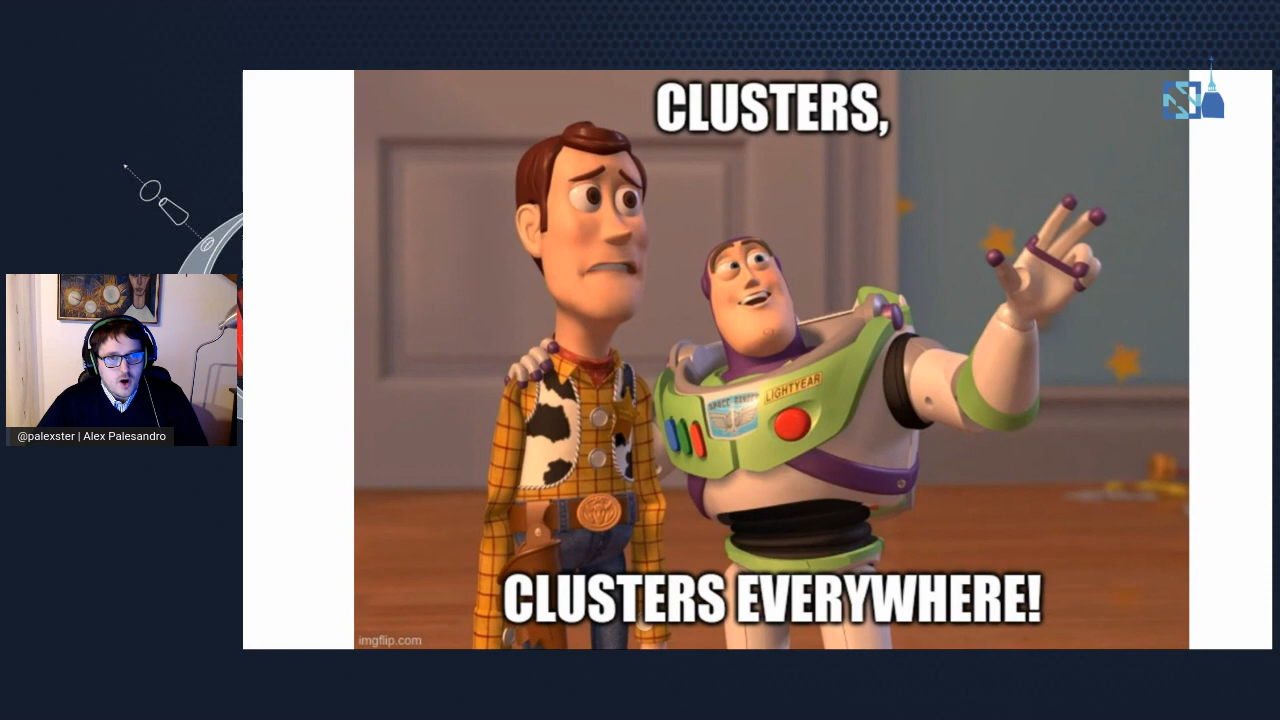 CLUSTERS,
SPACE RANGER
LIGHTYEAR
@palexster | Alex Palesandro
CLUSTERS EVERYWHERE!
imgflip.com